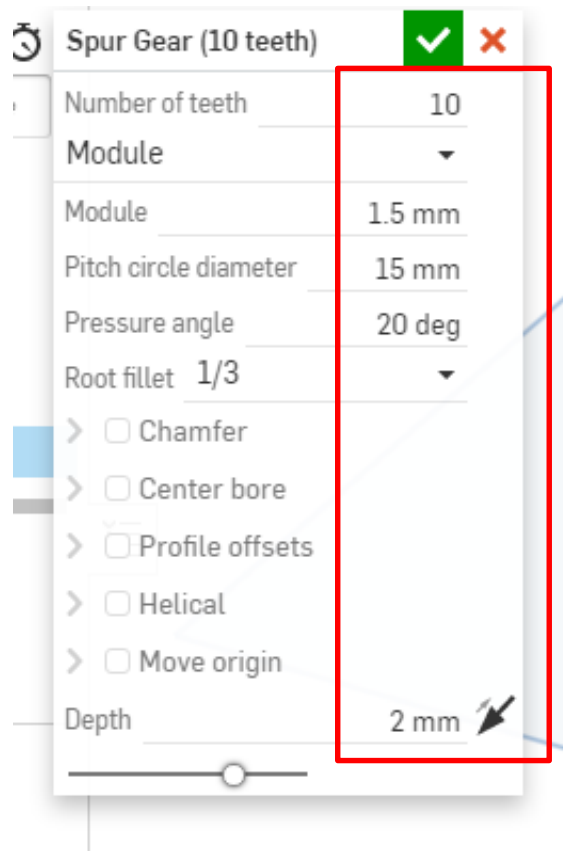 Spur Gear (10 teeth)
Number of teeth 10
Module
Module 1.5 mm
Pitch circle diameter 15 mm
Pressure angle 20 deg
Root fillet 1/3
Chamfer
Center bore
Profile offsets
Helical
Move origin
Depth 2 mm